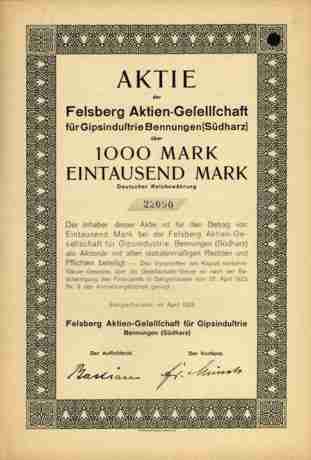 AKTIE
der
Felsberg Aktien-Geſellſchaft
für Gipsinduſtrie Bennungen (Südharz)
über
1000 MARK
EINTAUSEND MARK
Deutscher Reichswährung
Der Inhaber dieser Aktie ist für den Betrag von
Eintausend Mark bei der Felsberg Aktien-Ge-
sellschaft für Gipsindustrie, Bennungen (Südharz)
als Aktionär mit allen statutenmäßigen Rechten und
Pflichten beteiligt.
im April 1923
Felsberg Aktien-Geſellſchaft für Gipsinduſtrie
Bennungen (Südharz)
Der Aufsichtsrat. Der Vorstand.